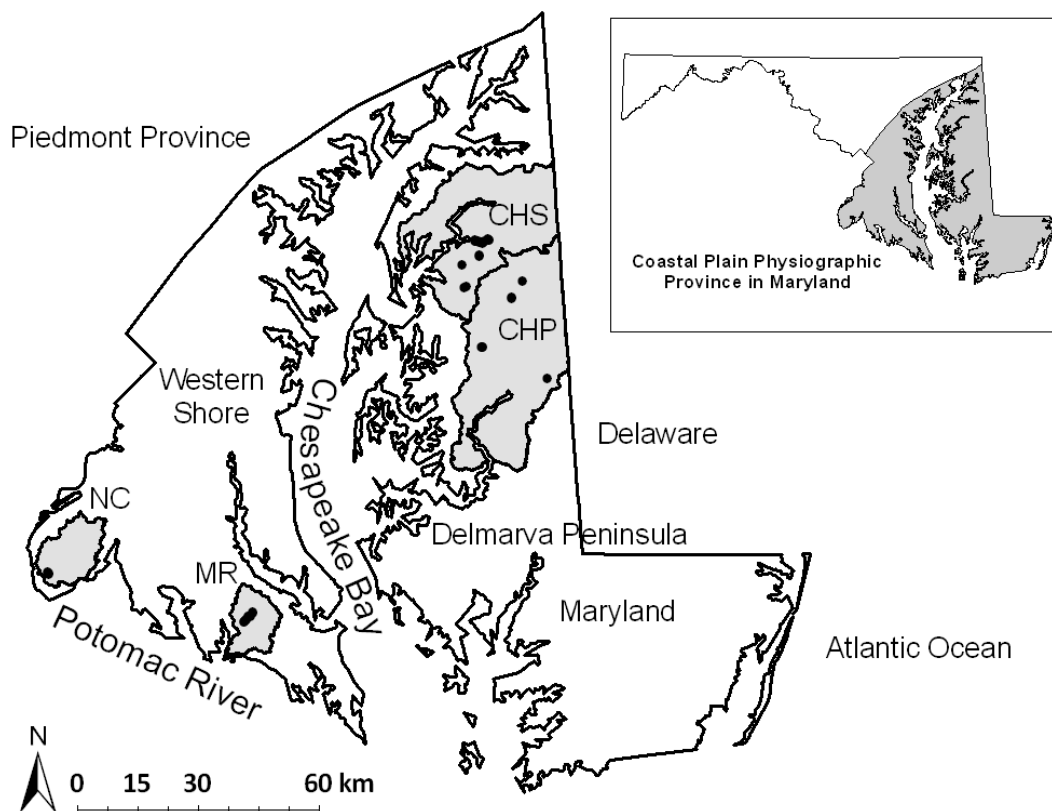 Piedmont Province
CHS
Coastal Plain Physiographic
Province in Maryland
CHP
Western
Shore
Chesapeake Bay
Delaware
NC
Delmarva Peninsula
MR
Maryland
Potomac River
Atlantic Ocean
N
0 15 30 60 km